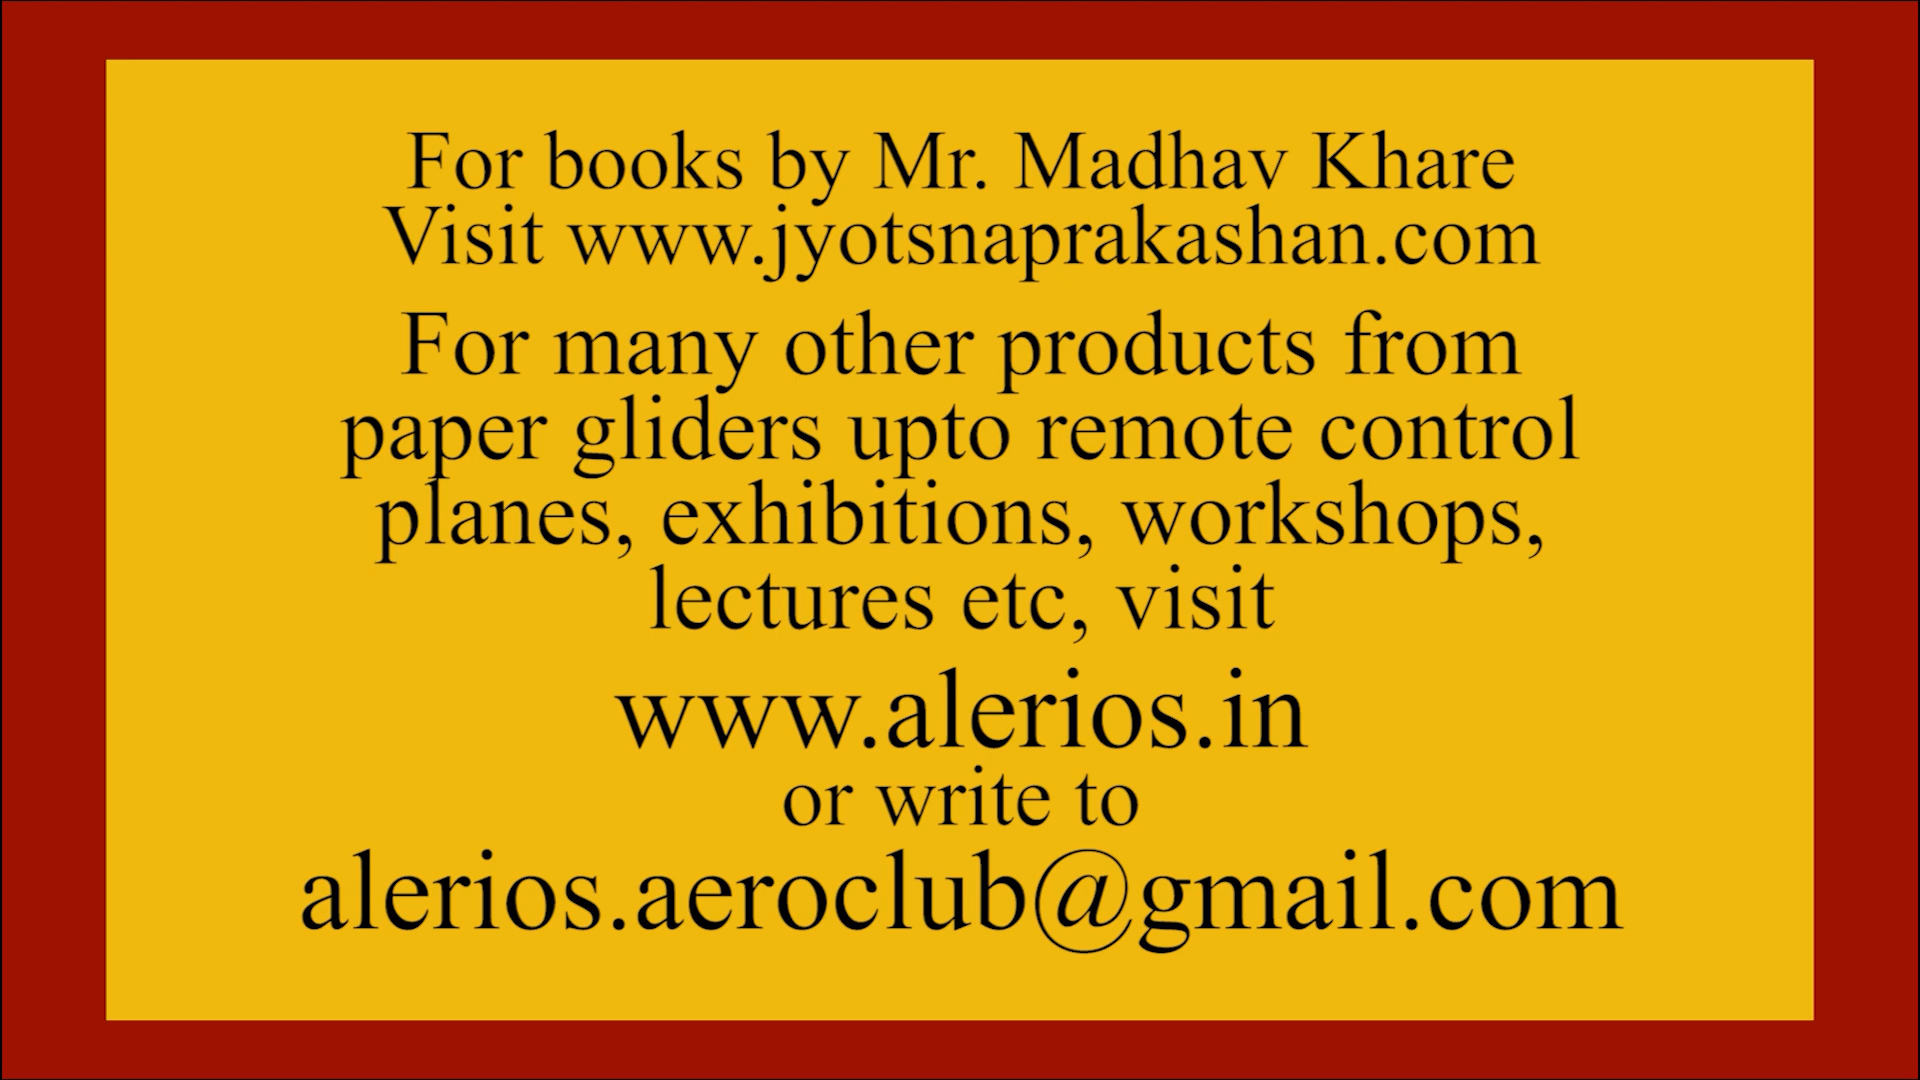 For books by Mr. Madhav Khare
Visit www.jyotsnaprakashan.com
For many other products from
paper gliders upto remote control
planes, exhibitions, workshops,
lectures etc, visit
www.alerios.in
or write to
alerios.aeroclub@gmail.com